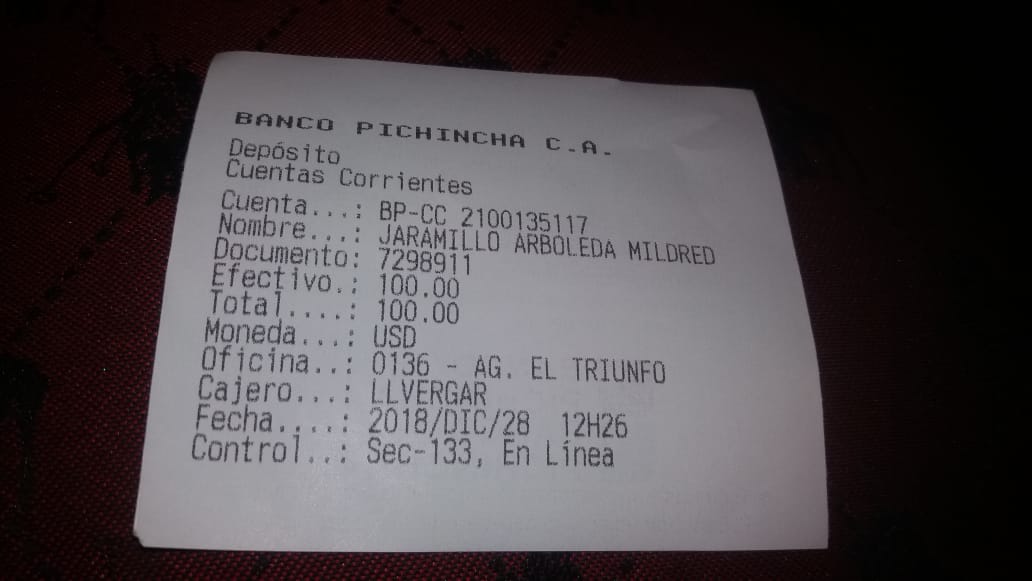 BANCO PICHINCHA C.A.
Depósito
Cuentas Corrientes
Cuenta...: BP-CC 2100135117
Nombre...: JARAMILLO ARBOLEDA MILDRED
Documento: 7298911
Efectivo.: 100.00
Total....: 100.00
Moneda...: USD
Oficina..: 0136 - AG. EL TRIUNFO
Cajero...: LLVERGAR
Fecha....: 2018/DIC/28 12H26
Control..: Sec-133, En Línea